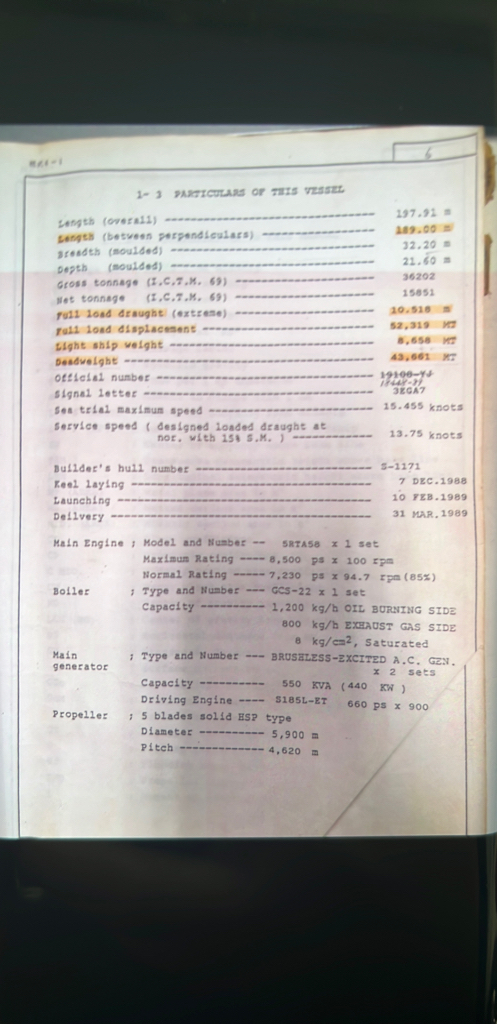 6
1- 3 PARTICULARS OF THIS VESSEL
Length (overall) ---------------- 197.91 m
Length (between perpendiculars) ---------------- 189.00 m
Breadth (moulded) ---------------- 32.20 m
Depth (moulded) ---------------- 21.60 m
Gross tonnage (I.C.T.M. 69) ---------------- 36202
Net tonnage (I.C.T.M. 69) ---------------- 15851
Full load draught (extreme) ---------------- 10.518 m
Full load displacement ---------------- 52,319 MT
Light ship weight ---------------- 8,658 MT
Deadweight ---------------- 43,661 MT
Official number ----------------
Signal letter ---------------- 3EGA7
Sea trial maximum speed ---------------- 15.455 knots
Service speed ( designed loaded draught at
nor. with 15% S.M. ) ---------------- 13.75 knots
Builder's hull number ---------------- S-1171
Keel laying ---------------- 7 DEC.1988
Launching ---------------- 10 FEB.1989
Deilvery ---------------- 31 MAR.1989
Main Engine ; Model and Number -- 5RTA58 x 1 set
Maximum Rating ---- 8,500 ps x 100 rpm
Normal Rating ---- 7,230 ps x 94.7 rpm (85%)
Boiler ; Type and Number --- GCS-22 x 1 set
Capacity ----------- 1,200 kg/h OIL BURNING SIDE
800 kg/h EXHAUST GAS SIDE
8 kg/cm², Saturated
Main generator ; Type and Number --- BRUSHLESS-EXCITED A.C. GEN.
x 2 sets
Capacity ----------- 550 KVA (440 KW )
Driving Engine ---- S185L-ET 660 ps x 900
Propeller ; 5 blades solid HSP type
Diameter ----------- 5,900 m
Pitch ----------- 4,620 m